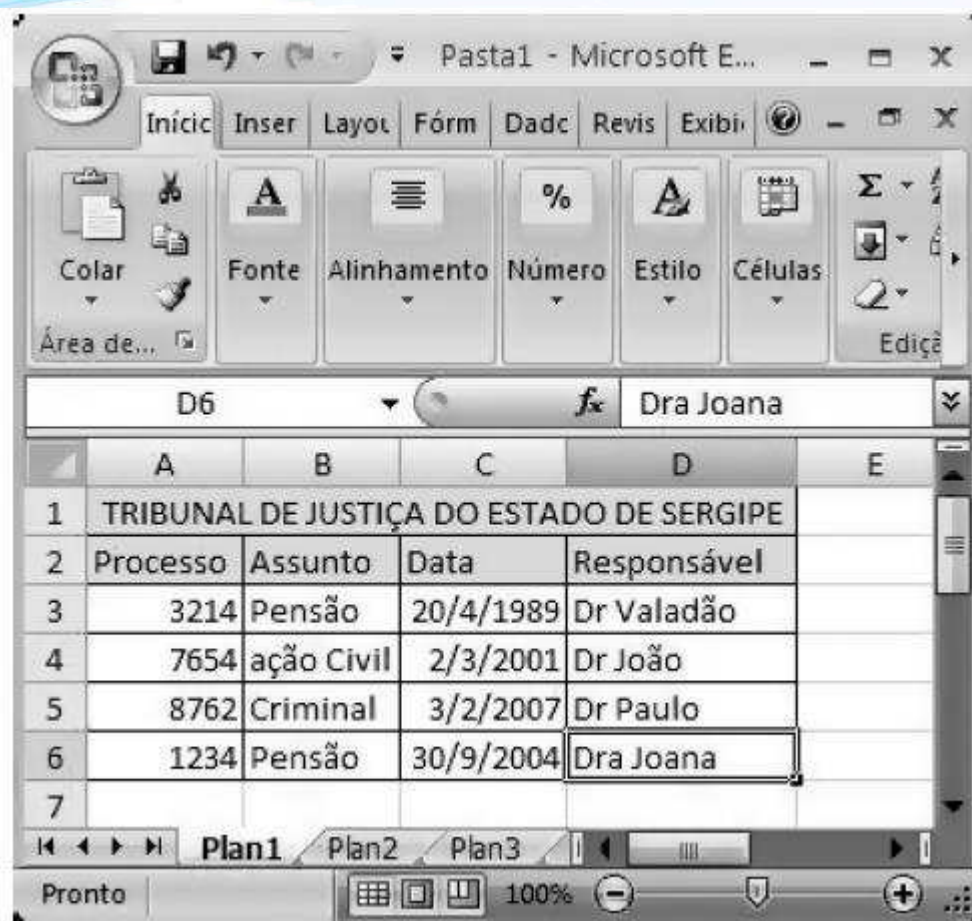 Pasta1 - Microsoft E...
Iníci Inser Layou Fórm Dadc Revis Exibi
Colar Fonte Alinhamento Número Estilo Células
Área de... Ediçã
D6 fx Dra Joana
A B C D E
1 TRIBUNAL DE JUSTIÇA DO ESTADO DE SERGIPE
2 Processo Assunto Data Responsável
3 3214 Pensão 20/4/1989 Dr Valadão
4 7654 ação Civil 2/3/2001 Dr João
5 8762 Criminal 3/2/2007 Dr Paulo
6 1234 Pensão 30/9/2004 Dra Joana
7
Plan1 Plan2 Plan3
Pronto 100%